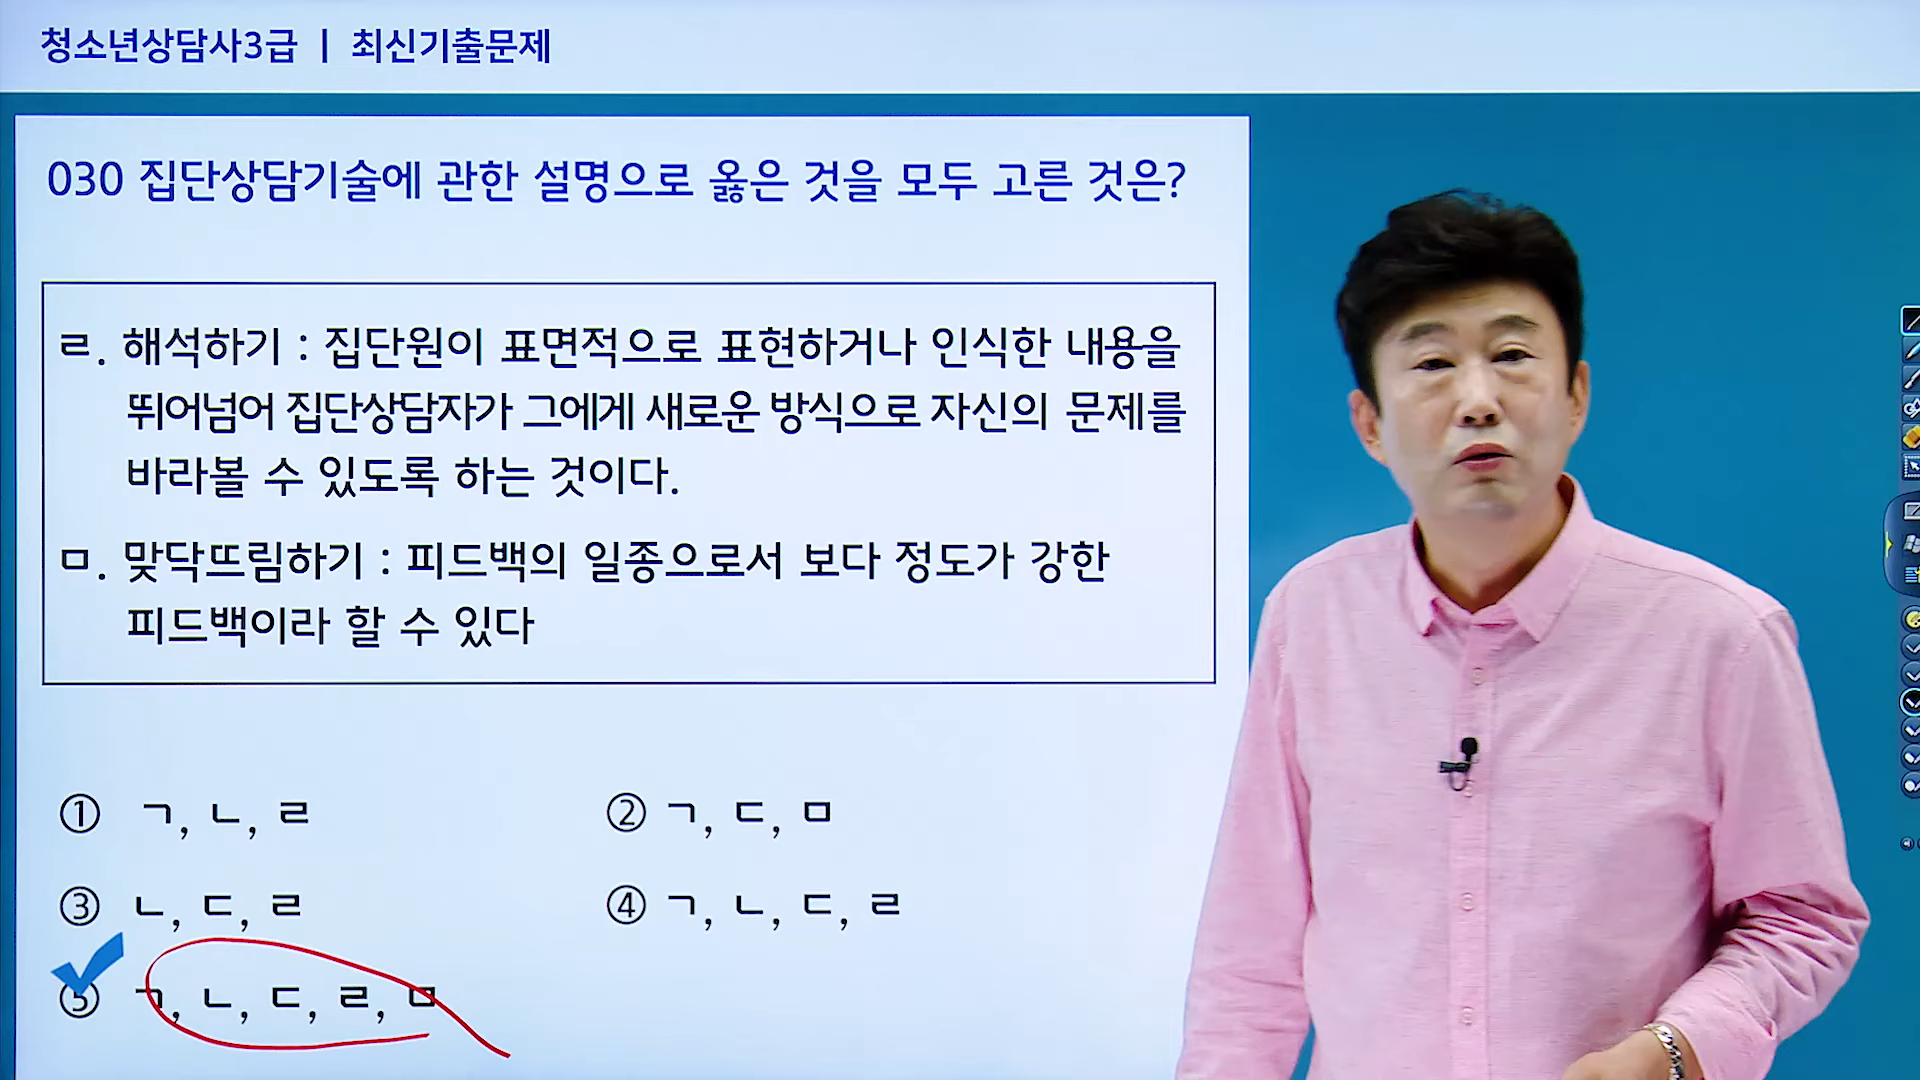 청소년상담사3급 | 최신기출문제
030 집단상담기술에 관한 설명으로 옳은 것을 모두 고른 것은?
ㄹ. 해석하기 : 집단원이 표면적으로 표현하거나 인식한 내용을
뛰어넘어 집단상담자가 그에게 새로운 방식으로 자신의 문제를
바라볼 수 있도록 하는 것이다.
ㅁ. 맞닥뜨림하기 : 피드백의 일종으로서 보다 정도가 강한
피드백이라 할 수 있다
① ㄱ, ㄴ, ㄹ
② ㄱ, ㄷ, ㅁ
③ ㄴ, ㄷ, ㄹ
④ ㄱ, ㄴ, ㄷ, ㄹ
⑤ ㄱ, ㄴ, ㄷ, ㄹ, ㅁ